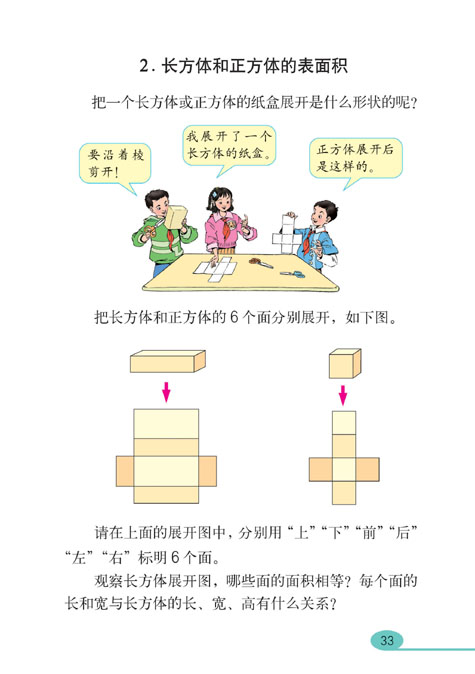 2. 长方体和正方体的表面积
把一个长方体或正方体的纸盒展开是什么形状的呢？
要沿着棱
剪开！
我展开了一个
长方体的纸盒。
正方体展开后
是这样的。
把长方体和正方体的 6 个面分别展开，如下图。
请在上面的展开图中，分别用“上”“下”“前”“后”
“左”“右”标明 6 个面。
观察长方体展开图，哪些面的面积相等？每个面的
长和宽与长方体的长、宽、高有什么关系？
33